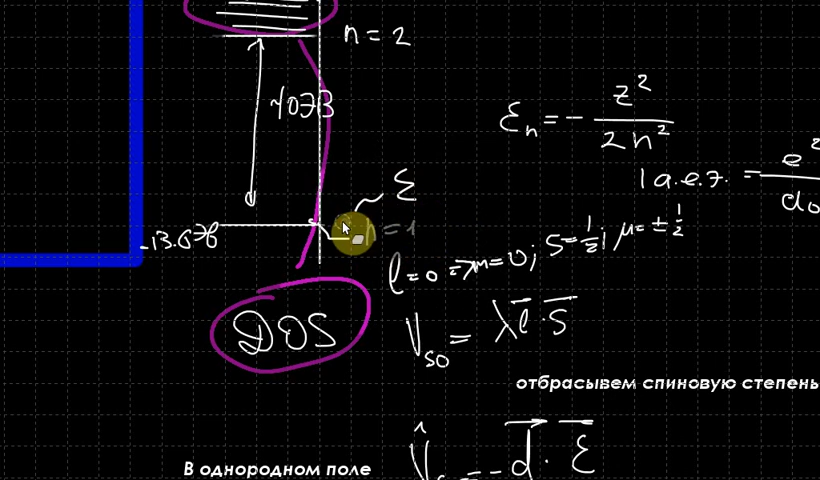 n = 2
10эВ
ε_n = - z² / 2n²
1 а.е.э. = e² / a₀
ε
n = 1
-13.6эВ
l=0 => m=0; s=1/2; μ=±1/2
DOS
V_so = λ l⃗ · s⃗
отбрасывем спиновую степень
V̂ = - d⃗ · ε⃗
В однородном поле